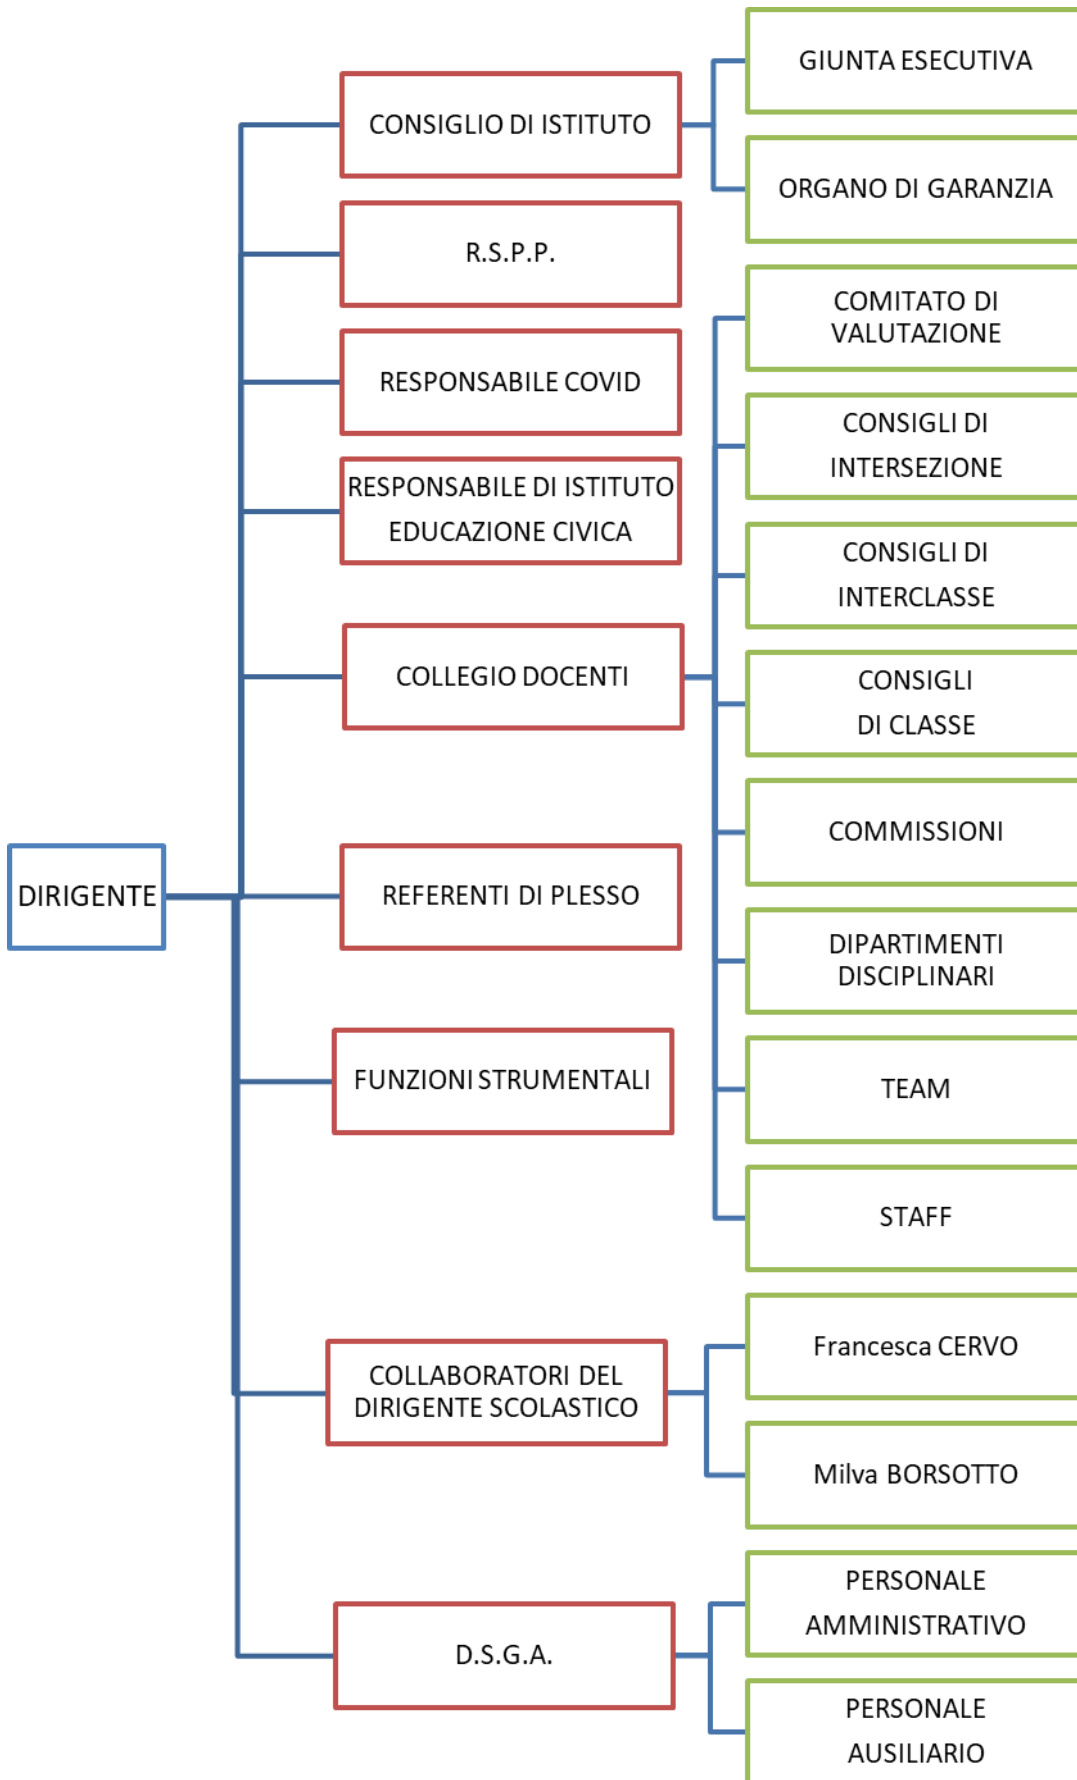 DIRIGENTE
CONSIGLIO DI ISTITUTO
R.S.P.P.
RESPONSABILE COVID
RESPONSABILE DI ISTITUTO
EDUCAZIONE CIVICA
COLLEGIO DOCENTI
REFERENTI DI PLESSO
FUNZIONI STRUMENTALI
COLLABORATORI DEL
DIRIGENTE SCOLASTICO
D.S.G.A.
GIUNTA ESECUTIVA
ORGANO DI GARANZIA
COMITATO DI
VALUTAZIONE
CONSIGLI DI
INTERSEZIONE
CONSIGLI DI
INTERCLASSE
CONSIGLI
DI CLASSE
COMMISSIONI
DIPARTIMENTI
DISCIPLINARI
TEAM
STAFF
Francesca CERVO
Milva BORSOTTO
PERSONALE
AMMINISTRATIVO
PERSONALE
AUSILIARIO